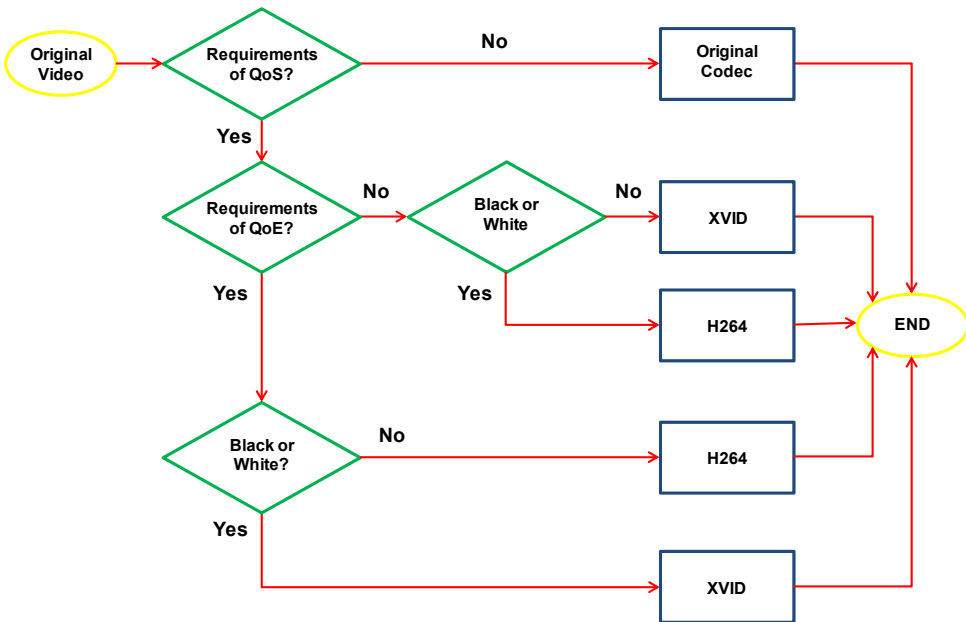 Original
Video
Requirements
of QoS?
No
Original
Codec
Yes
Requirements
of QoE?
No
Black or
White
No
XVID
Yes
Yes
H264
END
Black or
White?
No
H264
Yes
XVID